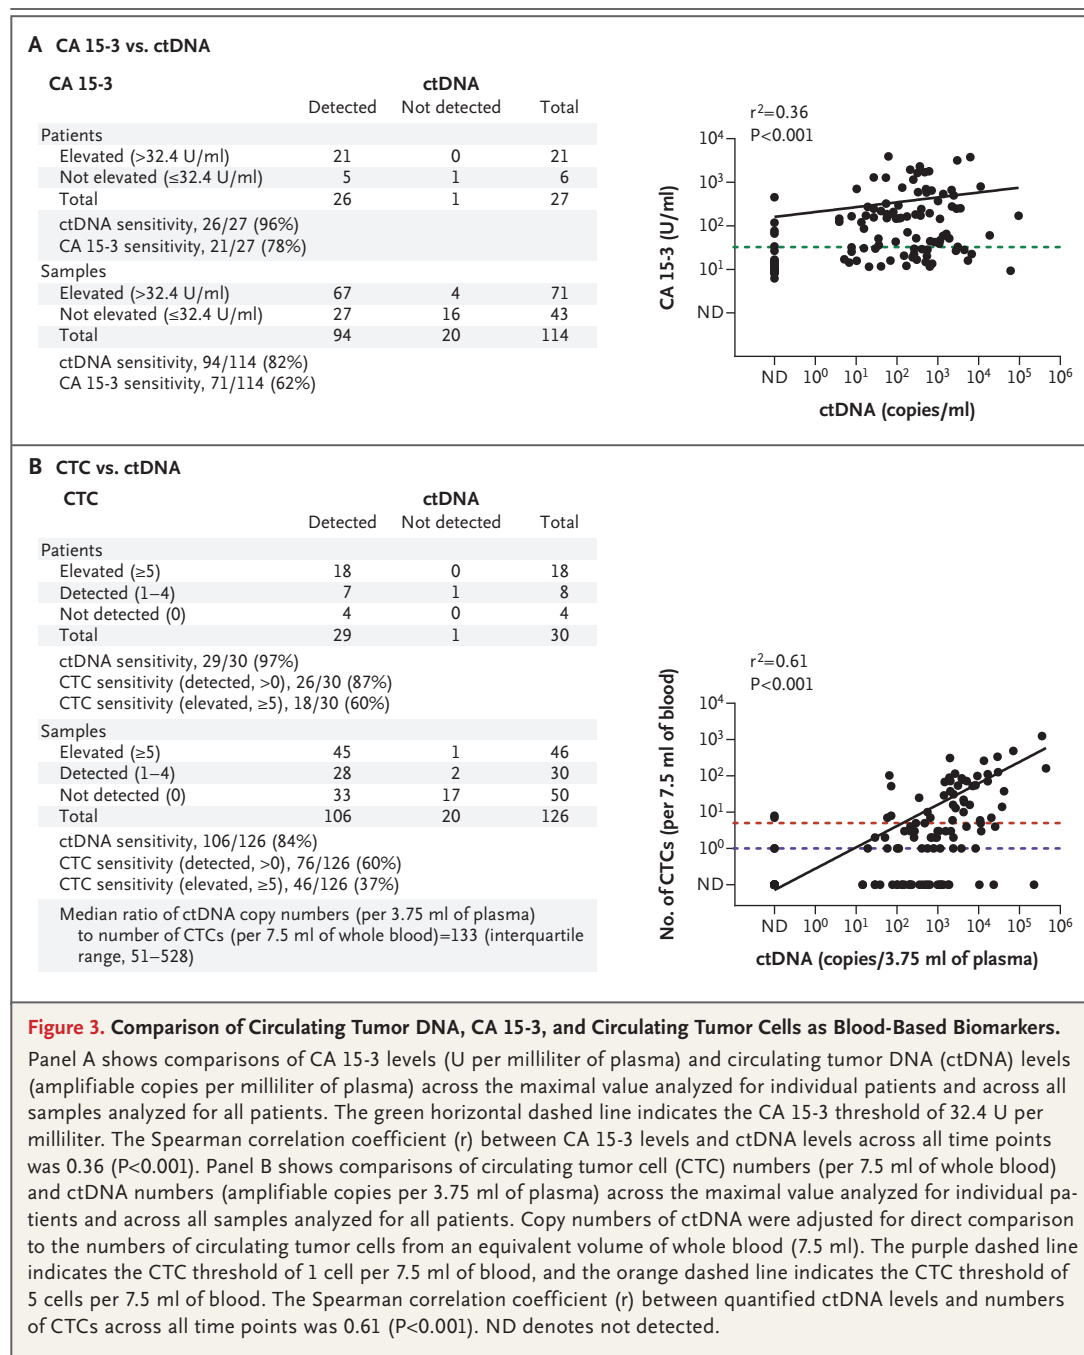 A CA 15-3 vs. ctDNA
CA 15-3 ctDNA
Detected Not detected Total
Patients
Elevated (>32.4 U/ml) 21 0 21
Not elevated (≤32.4 U/ml) 5 1 6
Total 26 1 27
ctDNA sensitivity, 26/27 (96%)
CA 15-3 sensitivity, 21/27 (78%)
Samples
Elevated (>32.4 U/ml) 67 4 71
Not elevated (≤32.4 U/ml) 27 16 43
Total 94 20 114
ctDNA sensitivity, 94/114 (82%)
CA 15-3 sensitivity, 71/114 (62%)
r²=0.36
P<0.001
CA 15-3 (U/ml)
10⁴
10³
10²
10¹
ND
ND 10⁰ 10¹ 10² 10³ 10⁴ 10⁵ 10⁶
ctDNA (copies/ml)
B CTC vs. ctDNA
CTC ctDNA
Detected Not detected Total
Patients
Elevated (≥5) 18 0 18
Detected (1–4) 7 1 8
Not detected (0) 4 0 4
Total 29 1 30
ctDNA sensitivity, 29/30 (97%)
CTC sensitivity (detected, >0), 26/30 (87%)
CTC sensitivity (elevated, ≥5), 18/30 (60%)
Samples
Elevated (≥5) 45 1 46
Detected (1–4) 28 2 30
Not detected (0) 33 17 50
Total 106 20 126
ctDNA sensitivity, 106/126 (84%)
CTC sensitivity (detected, >0), 76/126 (60%)
CTC sensitivity (elevated, ≥5), 46/126 (37%)
Median ratio of ctDNA copy numbers (per 3.75 ml of plasma)
to number of CTCs (per 7.5 ml of whole blood)=133 (interquartile
range, 51–528)
r²=0.61
P<0.001
No. of CTCs (per 7.5 ml of blood)
10⁴
10³
10²
10¹
10⁰
ND
ND 10⁰ 10¹ 10² 10³ 10⁴ 10⁵ 10⁶
ctDNA (copies/3.75 ml of plasma)
Figure 3. Comparison of Circulating Tumor DNA, CA 15-3, and Circulating Tumor Cells as Blood-Based Biomarkers.
Panel A shows comparisons of CA 15-3 levels (U per milliliter of plasma) and circulating tumor DNA (ctDNA) levels
(amplifiable copies per milliliter of plasma) across the maximal value analyzed for individual patients and across all
samples analyzed for all patients. The green horizontal dashed line indicates the CA 15-3 threshold of 32.4 U per
milliliter. The Spearman correlation coefficient (r) between CA 15-3 levels and ctDNA levels across all time points
was 0.36 (P<0.001). Panel B shows comparisons of circulating tumor cell (CTC) numbers (per 7.5 ml of whole blood)
and ctDNA numbers (amplifiable copies per 3.75 ml of plasma) across the maximal value analyzed for individual pa-
tients and across all samples analyzed for all patients. Copy numbers of ctDNA were adjusted for direct comparison
to the numbers of circulating tumor cells from an equivalent volume of whole blood (7.5 ml). The purple dashed line
indicates the CTC threshold of 1 cell per 7.5 ml of blood, and the orange dashed line indicates the CTC threshold of
5 cells per 7.5 ml of blood. The Spearman correlation coefficient (r) between quantified ctDNA levels and numbers
of CTCs across all time points was 0.61 (P<0.001). ND denotes not detected.